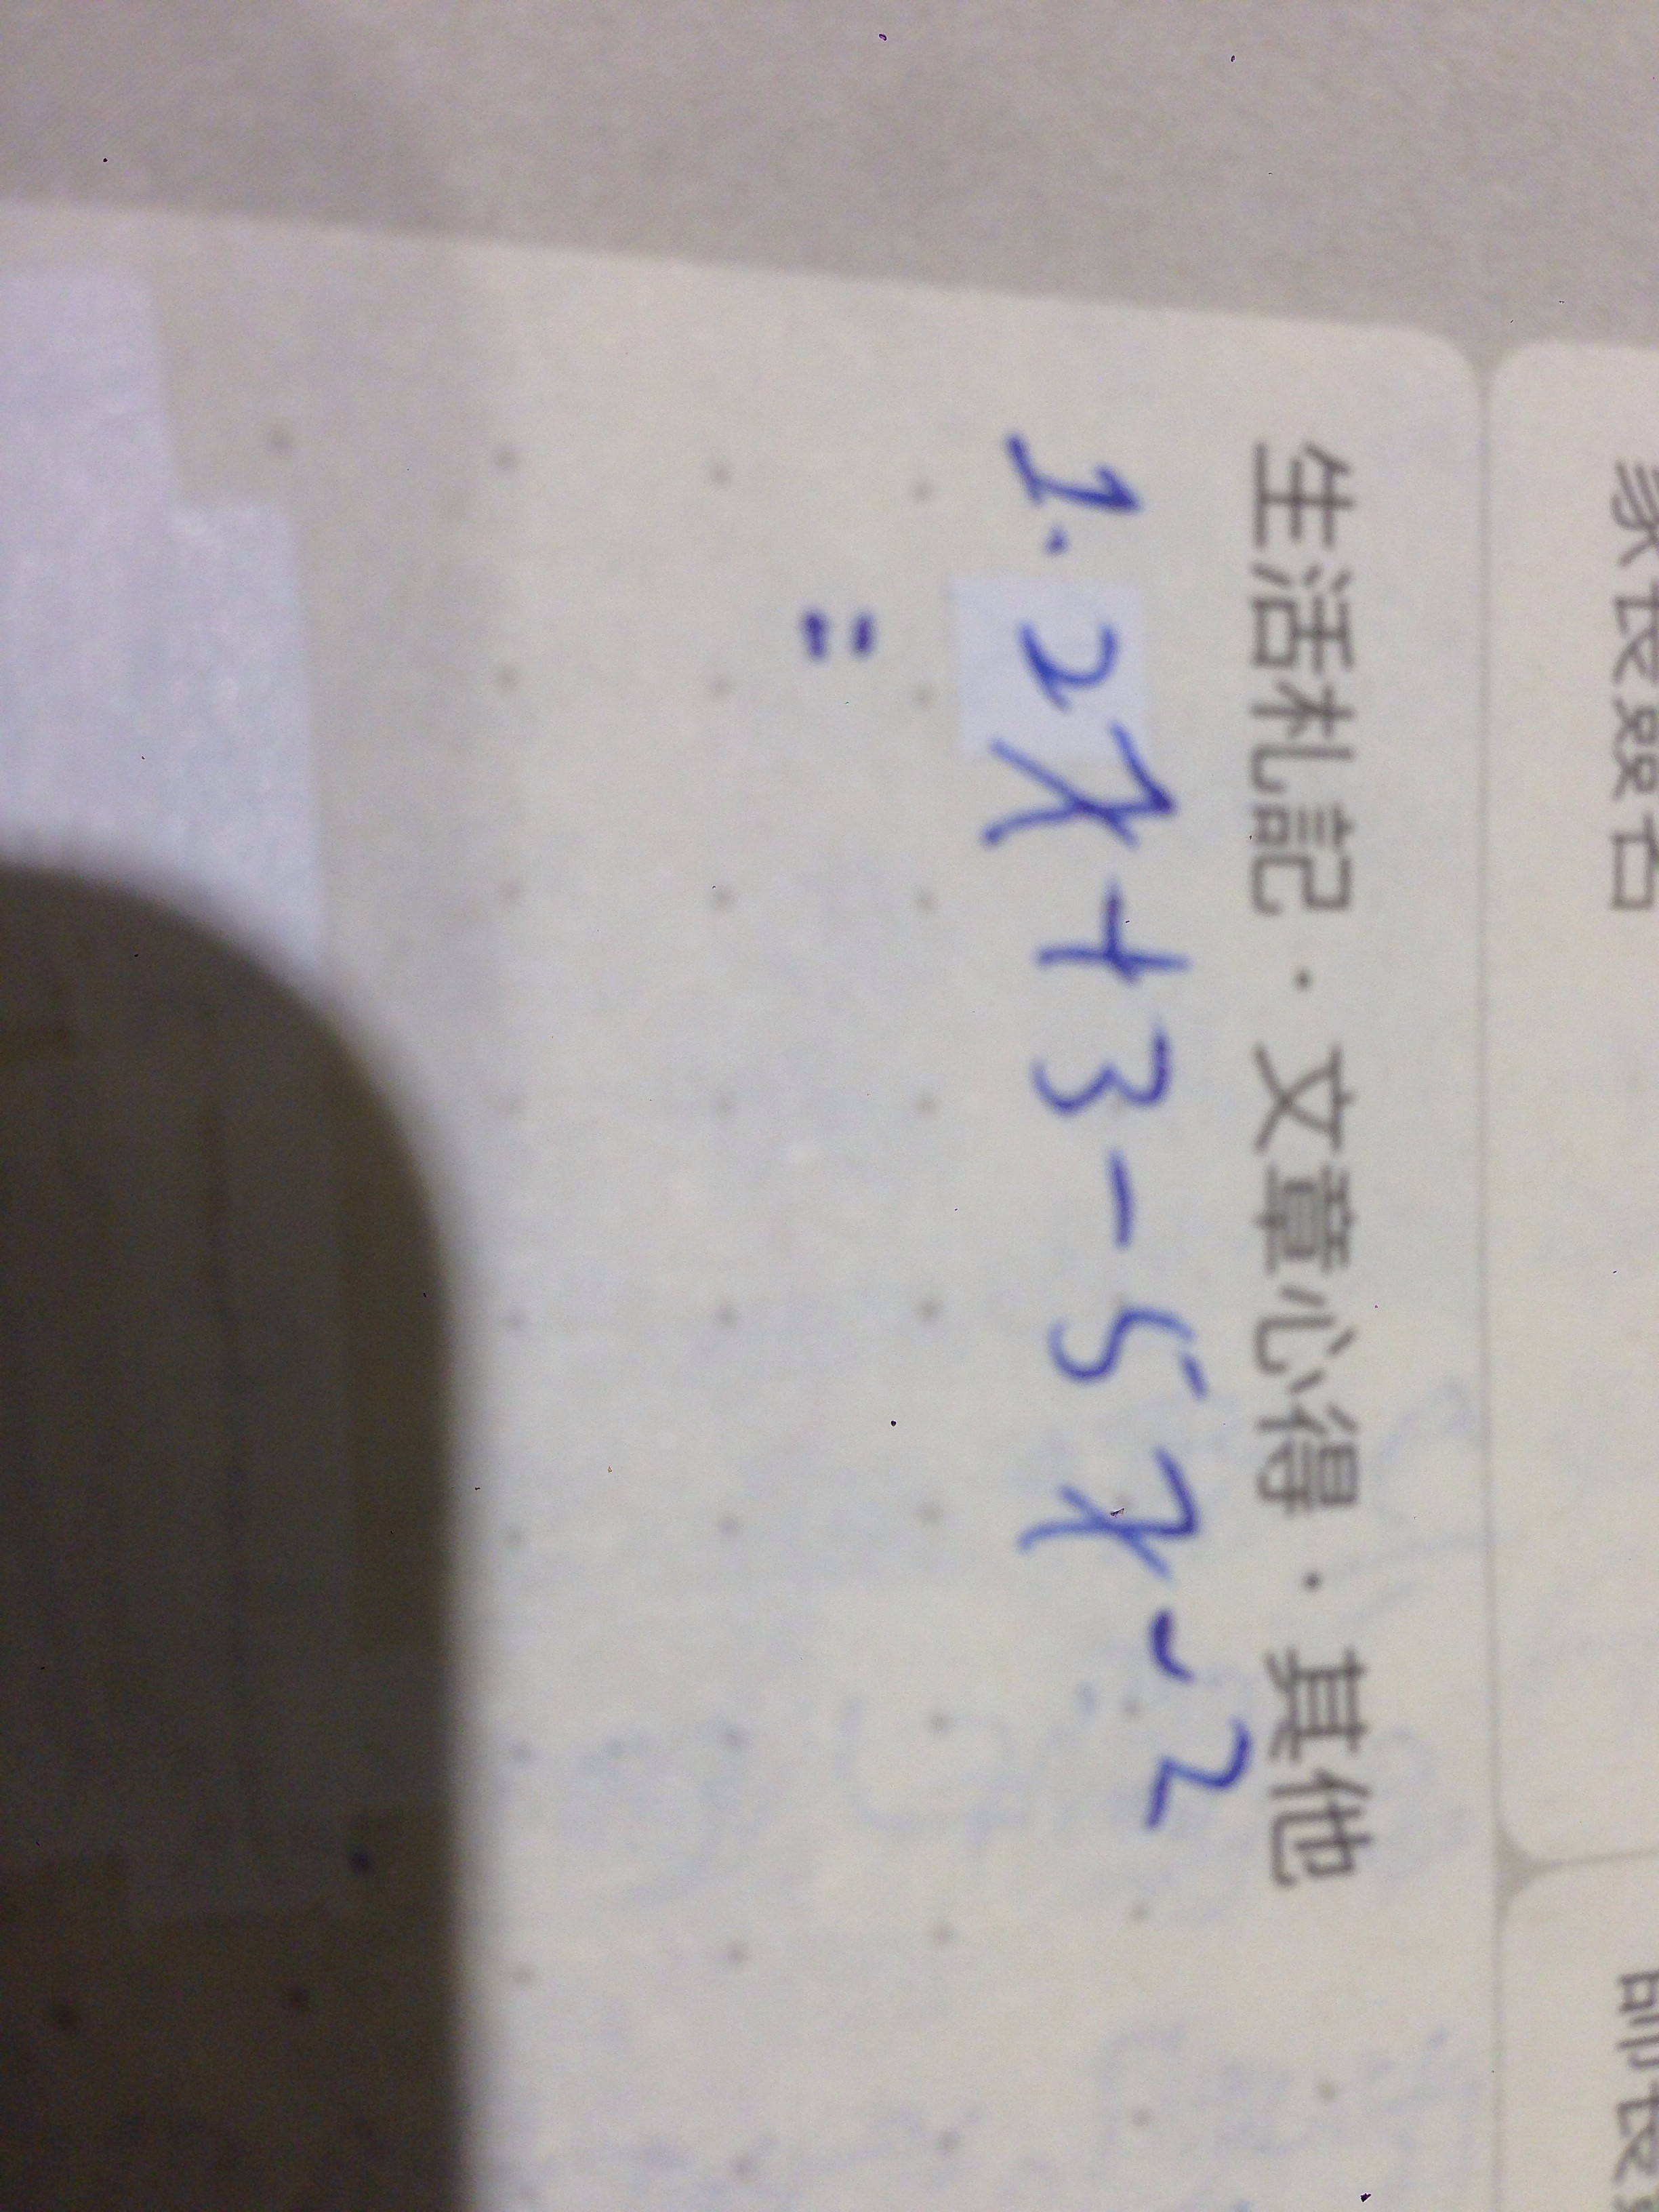 生活札記・文章心得・其他
1. 2x+3-5x-2
=